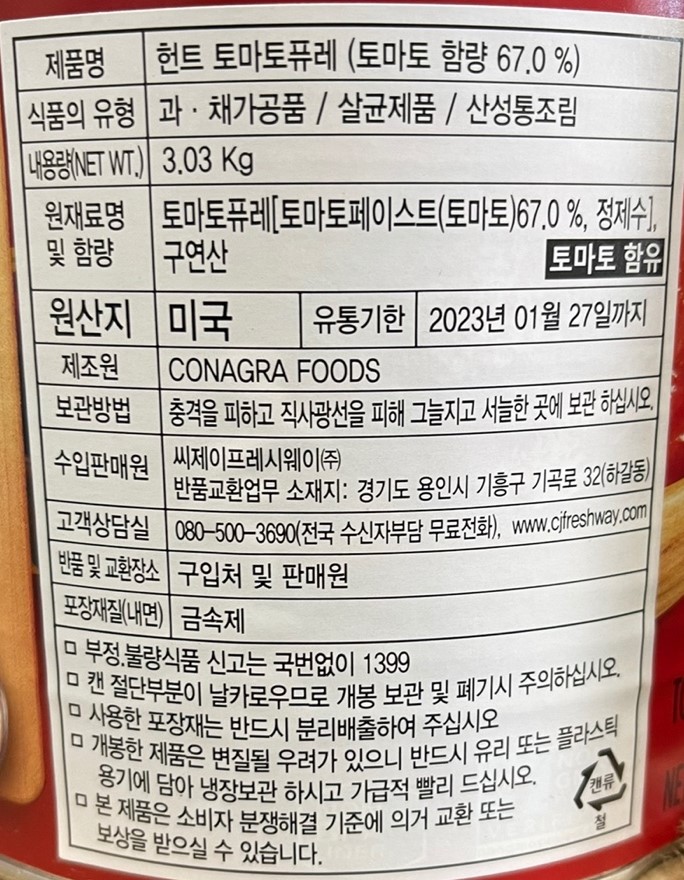 제품명 헌트 토마토퓨레 (토마토 함량 67.0 %)
식품의 유형 과 · 채가공품 / 살균제품 / 산성통조림
내용량(NET WT.) 3.03 Kg
원재료명 및 함량 토마토퓨레[토마토페이스트(토마토)67.0 %, 정제수],
구연산 토마토 함유
원산지 미국 유통기한 2023년 01월 27일까지
제조원 CONAGRA FOODS
보관방법 충격을 피하고 직사광선을 피해 그늘지고 서늘한 곳에 보관 하십시오.
수입판매원 씨제이프레시웨이㈜
반품교환업무 소재지: 경기도 용인시 기흥구 기곡로 32(하갈동)
고객상담실 080-500-3690(전국 수신자부담 무료전화), www.cjfreshway.com
반품 및 교환장소 구입처 및 판매원
포장재질(내면) 금속제
□ 부정.불량식품 신고는 국번없이 1399
□ 캔 절단부분이 날카로우므로 개봉 보관 및 폐기시 주의하십시오.
□ 사용한 포장재는 반드시 분리배출하여 주십시오
□ 개봉한 제품은 변질될 우려가 있으니 반드시 유리 또는 플라스틱
용기에 담아 냉장보관 하시고 가급적 빨리 드십시오.
□ 본 제품은 소비자 분쟁해결 기준에 의거 교환 또는
보상을 받으실 수 있습니다.
캔류
철